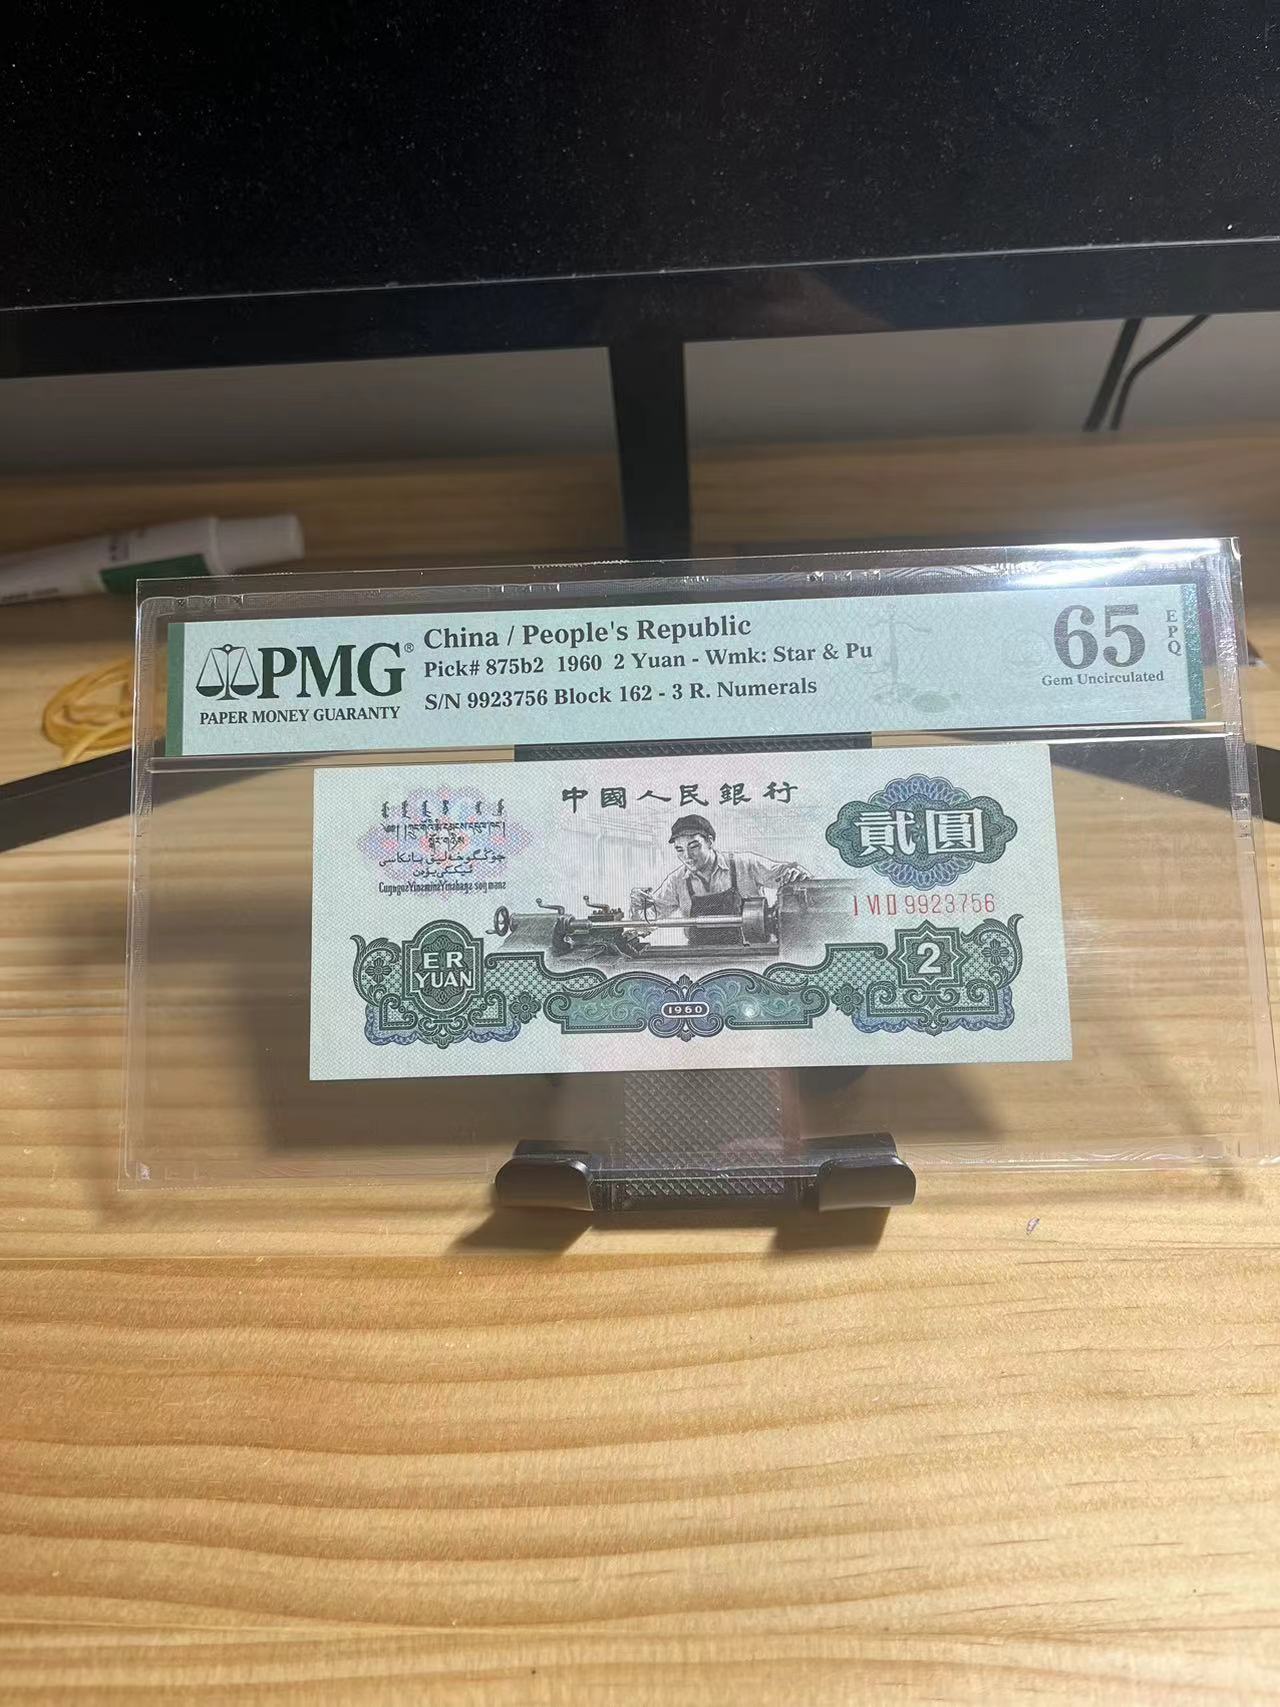 PMG®
PAPER MONEY GUARANTY
China / People's Republic
Pick# 875b2 1960 2 Yuan - Wmk: Star & Pu
S/N 9923756 Block 162 - 3 R. Numerals
65
EPQ
Gem Uncirculated
中國人民銀行
貳圓
I VI II 9923756
ER
YUAN
2
1960